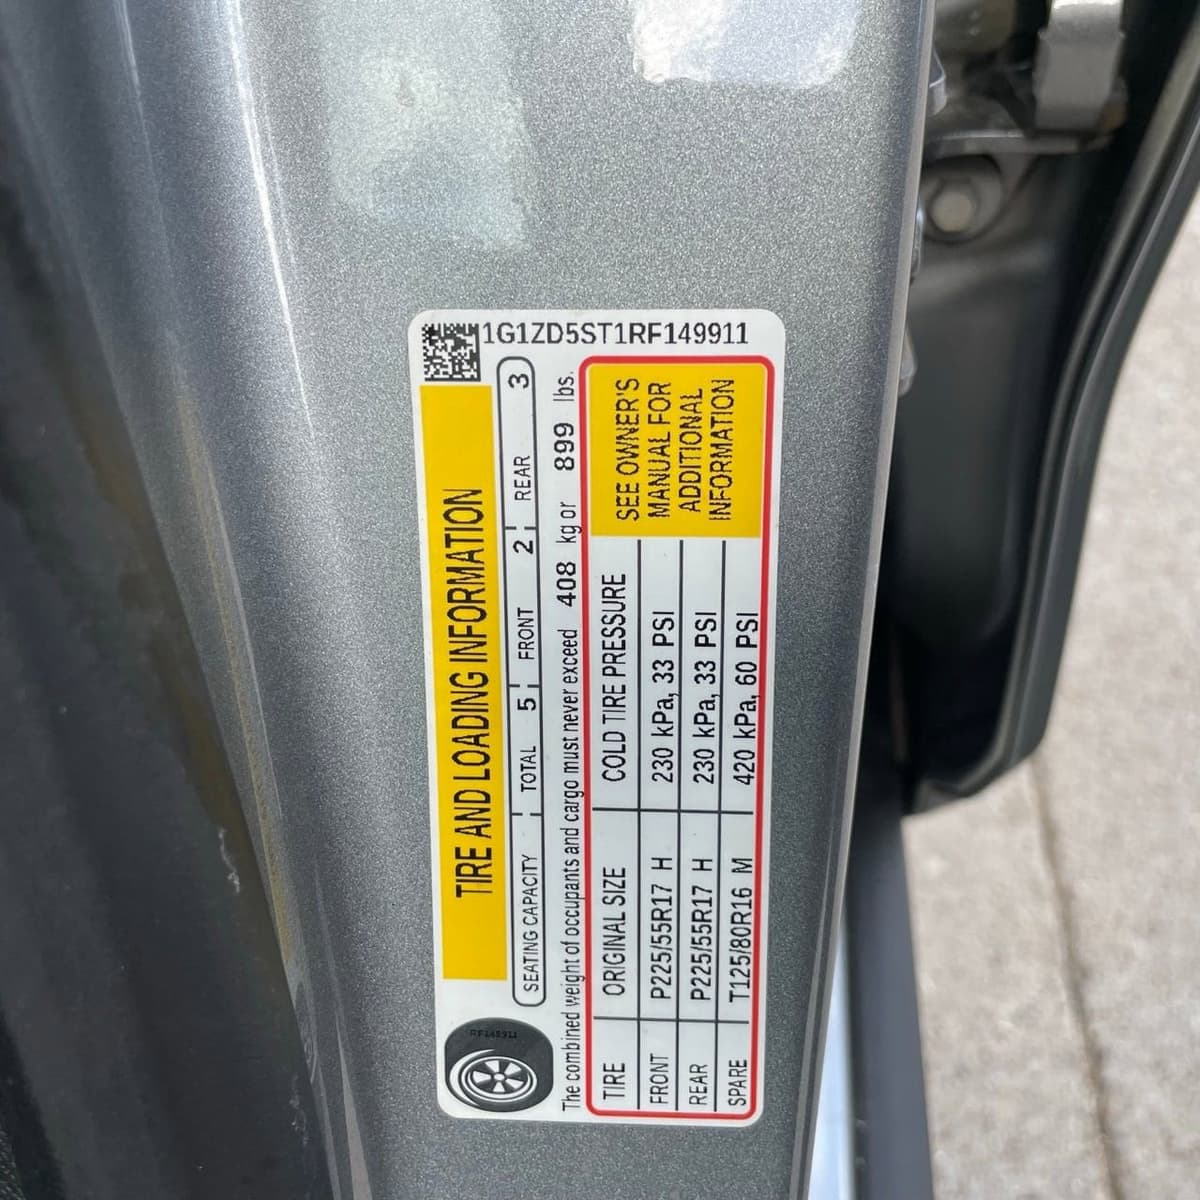 1G1ZD5ST1RF149911
TIRE AND LOADING INFORMATION
SEATING CAPACITY TOTAL 5 FRONT 2 REAR 3
The combined weight of occupants and cargo must never exceed 408 kg or 899 lbs.
TIRE ORIGINAL SIZE COLD TIRE PRESSURE
FRONT P225/55R17 H 230 kPa, 33 PSI
REAR P225/55R17 H 230 kPa, 33 PSI
SPARE T125/80R16 M 420 kPa, 60 PSI
SEE OWNER'S
MANUAL FOR
ADDITIONAL
INFORMATION
RF149911